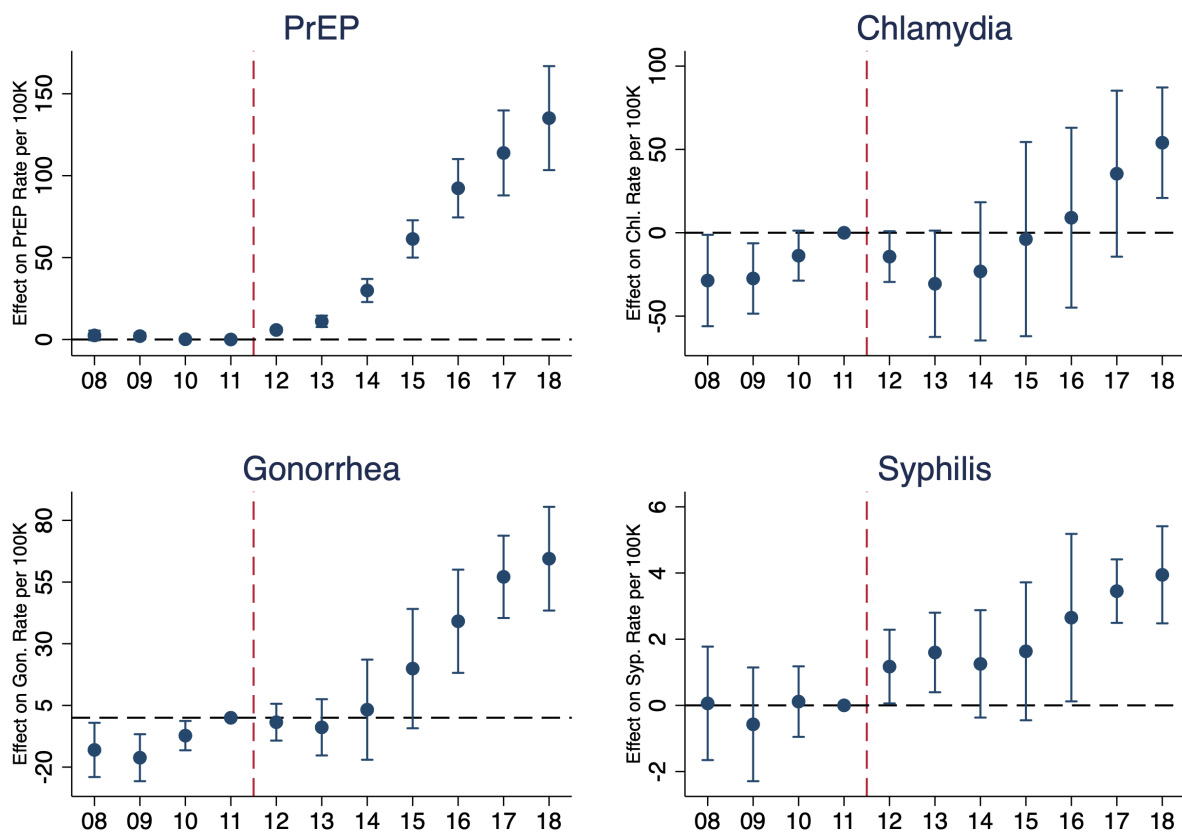 PrEP
Effect on PrEP Rate per 100K
150
100
50
0
08 09 10 11 12 13 14 15 16 17 18
Chlamydia
Effect on Chl. Rate per 100K
100
50
0
-50
08 09 10 11 12 13 14 15 16 17 18
Gonorrhea
Effect on Gon. Rate per 100K
80
55
30
5
-20
08 09 10 11 12 13 14 15 16 17 18
Syphilis
Effect on Syp. Rate per 100K
6
4
2
0
-2
08 09 10 11 12 13 14 15 16 17 18